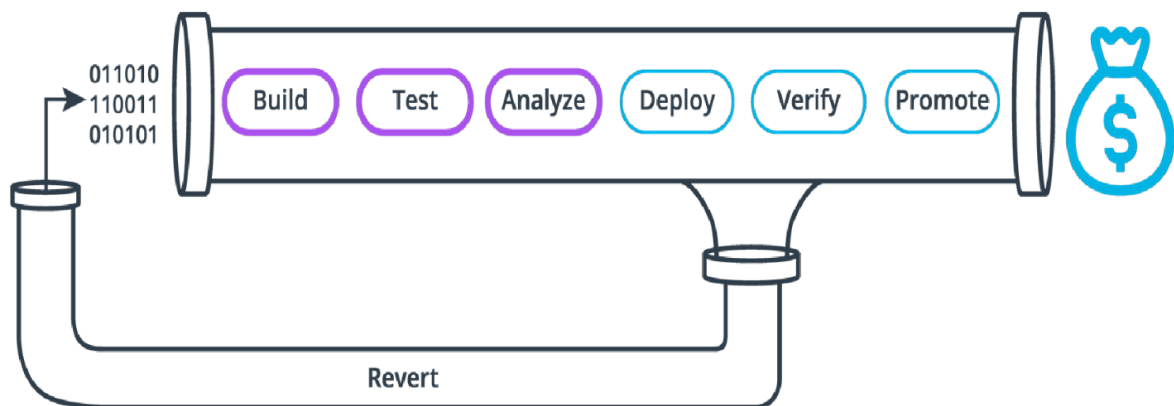 011010
110011
010101
Build Test Analyze Deploy Verify Promote
$
Revert